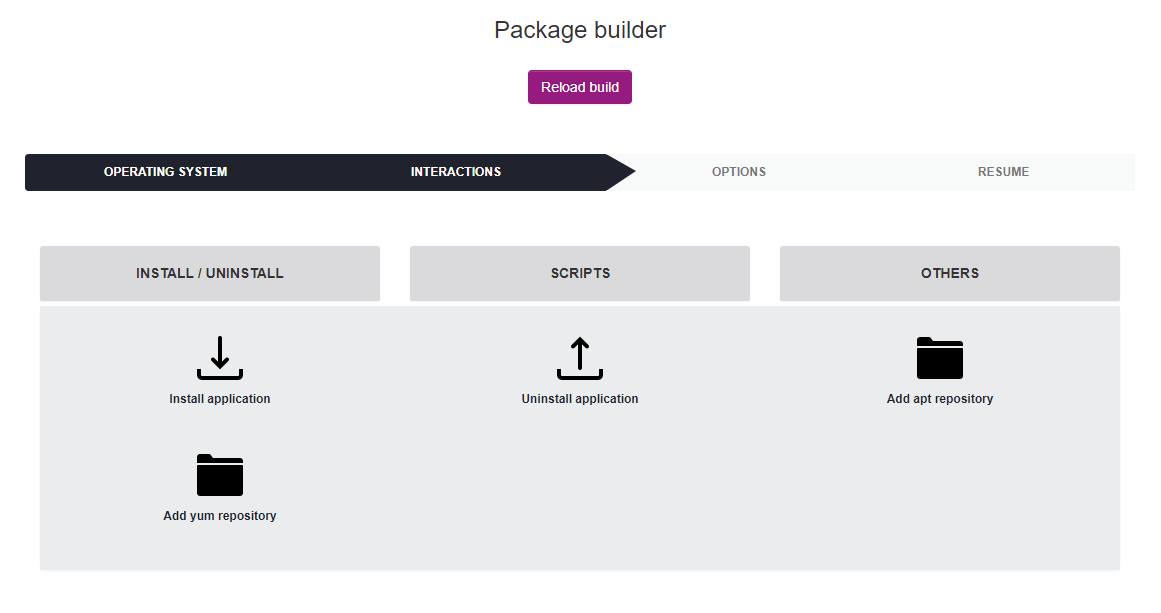 Package builder
Reload build
OPERATING SYSTEM
INTERACTIONS
OPTIONS
RESUME
INSTALL / UNINSTALL
SCRIPTS
OTHERS
Install application
Uninstall application
Add apt repository
Add yum repository